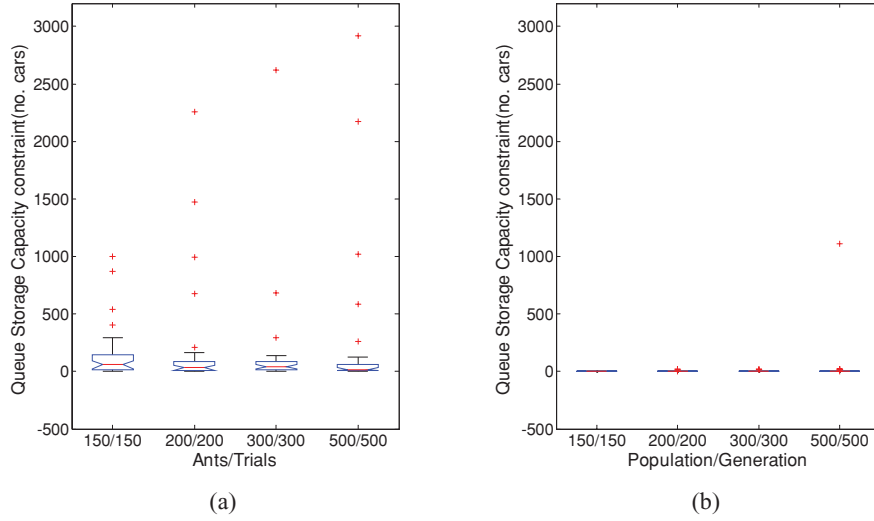 3000
2500
2000
1500
1000
500
0
-500
Queue Storage Capacity constraint(no. cars)
150/150 200/200 300/300 500/500
Ants/Trials
(a)
3000
2500
2000
1500
1000
500
0
-500
Queue Storage Capacity constraint(no. cars)
150/150 200/200 300/300 500/500
Population/Generation
(b)